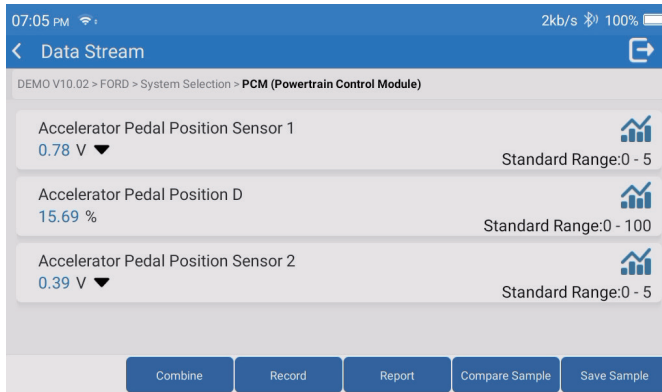 07:05 PM
2kb/s 100%
Data Stream
DEMO V10.02 > FORD > System Selection > PCM (Powertrain Control Module)
Accelerator Pedal Position Sensor 1
0.78 V
Standard Range:0 - 5
Accelerator Pedal Position D
15.69 %
Standard Range:0 - 100
Accelerator Pedal Position Sensor 2
0.39 V
Standard Range:0 - 5
Combine Record Report Compare Sample Save Sample